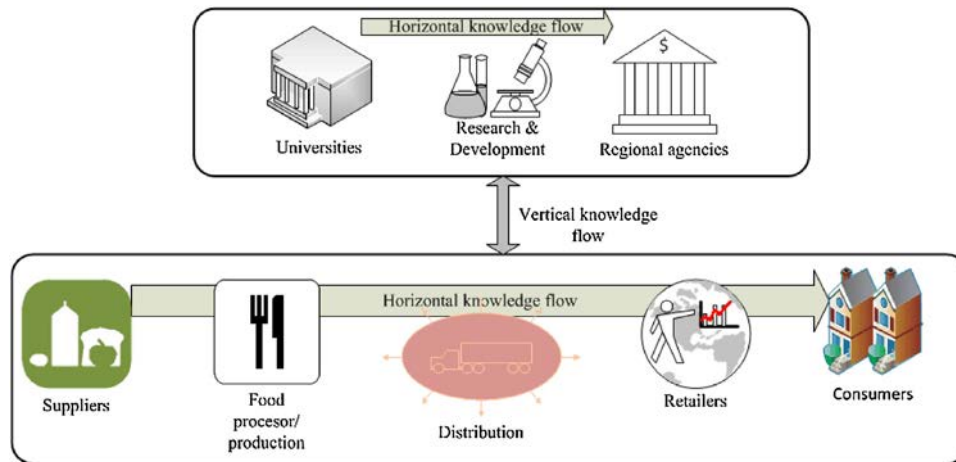 Horizontal knowledge flow
$
Universities
Research &
Development
Regional agencies
Vertical knowledge
flow
Horizontal knowledge flow
Suppliers
Food
procesor/
production
Distribution
Retailers
Consumers